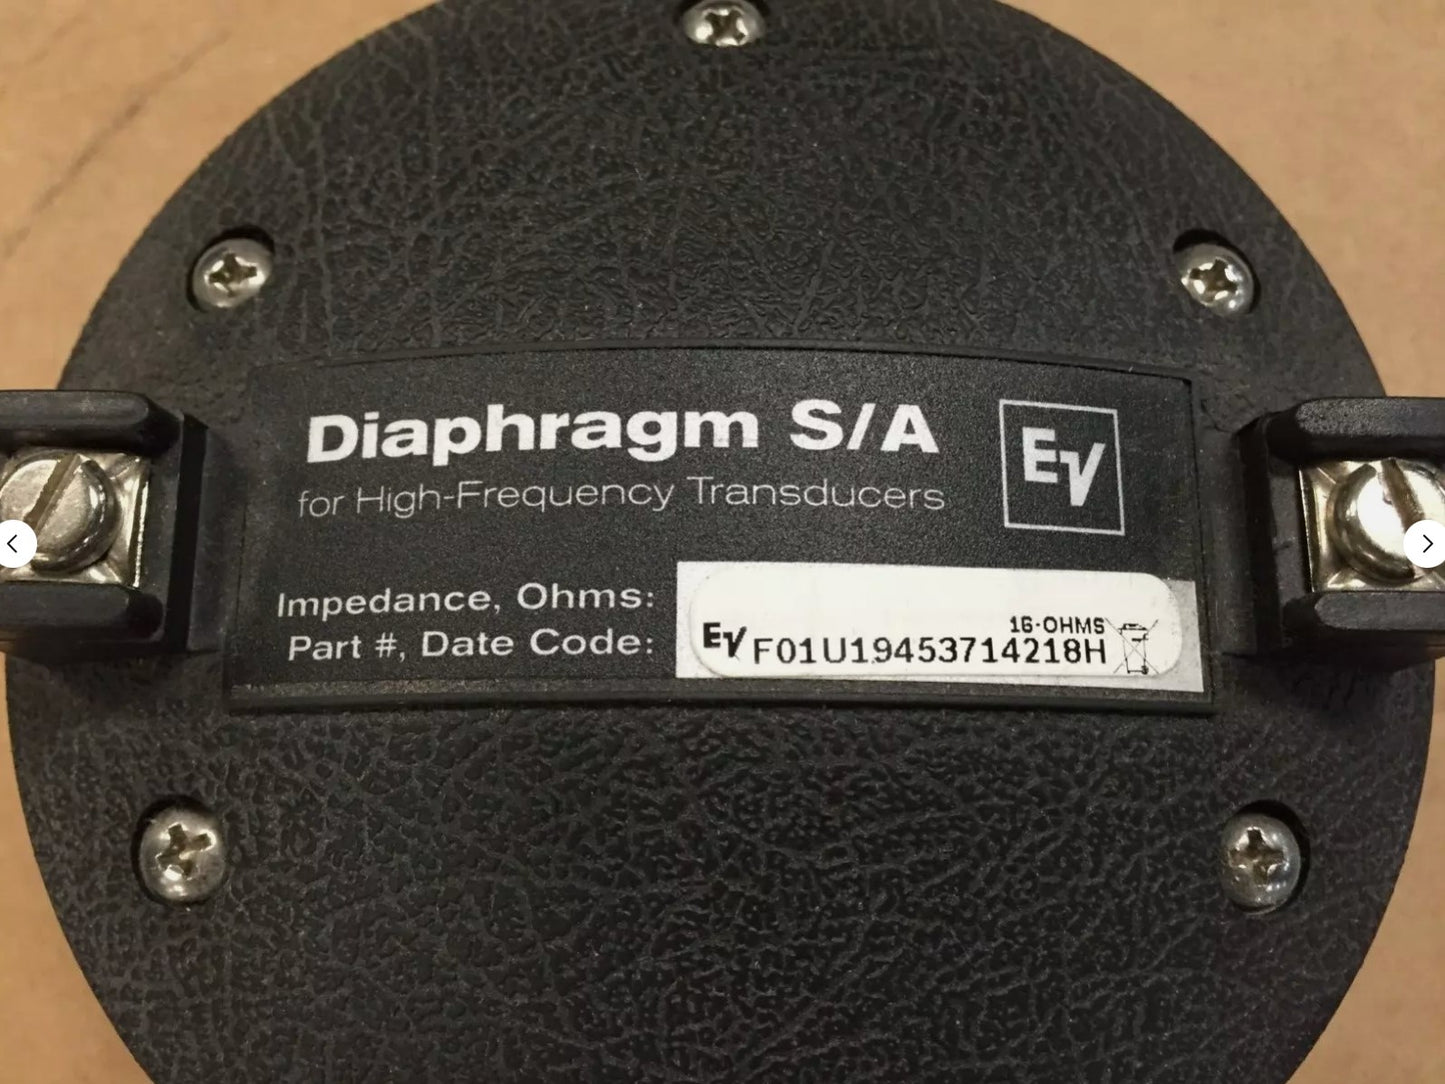 Diaphragm S/A
for High-Frequency Transducers
EV
Impedance, Ohms:
16-OHMS
Part #, Date Code:
EV F01U19453714218H